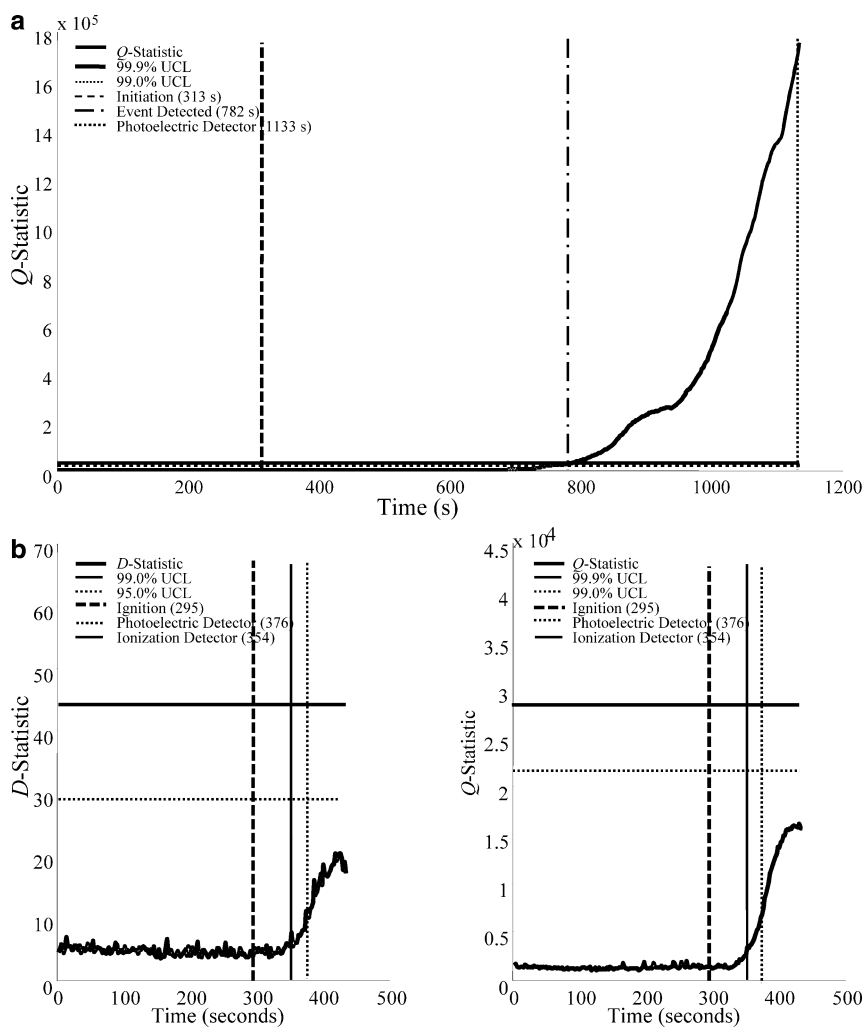 a
x 10⁵
18
16
14
12
10
8
6
4
2
0
Q-Statistic
Q-Statistic
99.9% UCL
99.0% UCL
Initiation (313 s)
Event Detected (782 s)
Photoelectric Detector (1133 s)
0 200 400 600 800 1000 1200
Time (s)
b
70
60
50
40
30
20
10
0
D-Statistic
D-Statistic
99.0% UCL
95.0% UCL
Ignition (295)
Photoelectric Detector (376)
Ionization Detector (354)
0 100 200 300 400 500
Time (seconds)
x 10⁴
4.5
4
3.5
3
2.5
2
1.5
1
0.5
0
Q-Statistic
Q-Statistic
99.9% UCL
99.0% UCL
Ignition (295)
Photoelectric Detector (376)
Ionization Detector (354)
0 100 200 300 400 500
Time (seconds)